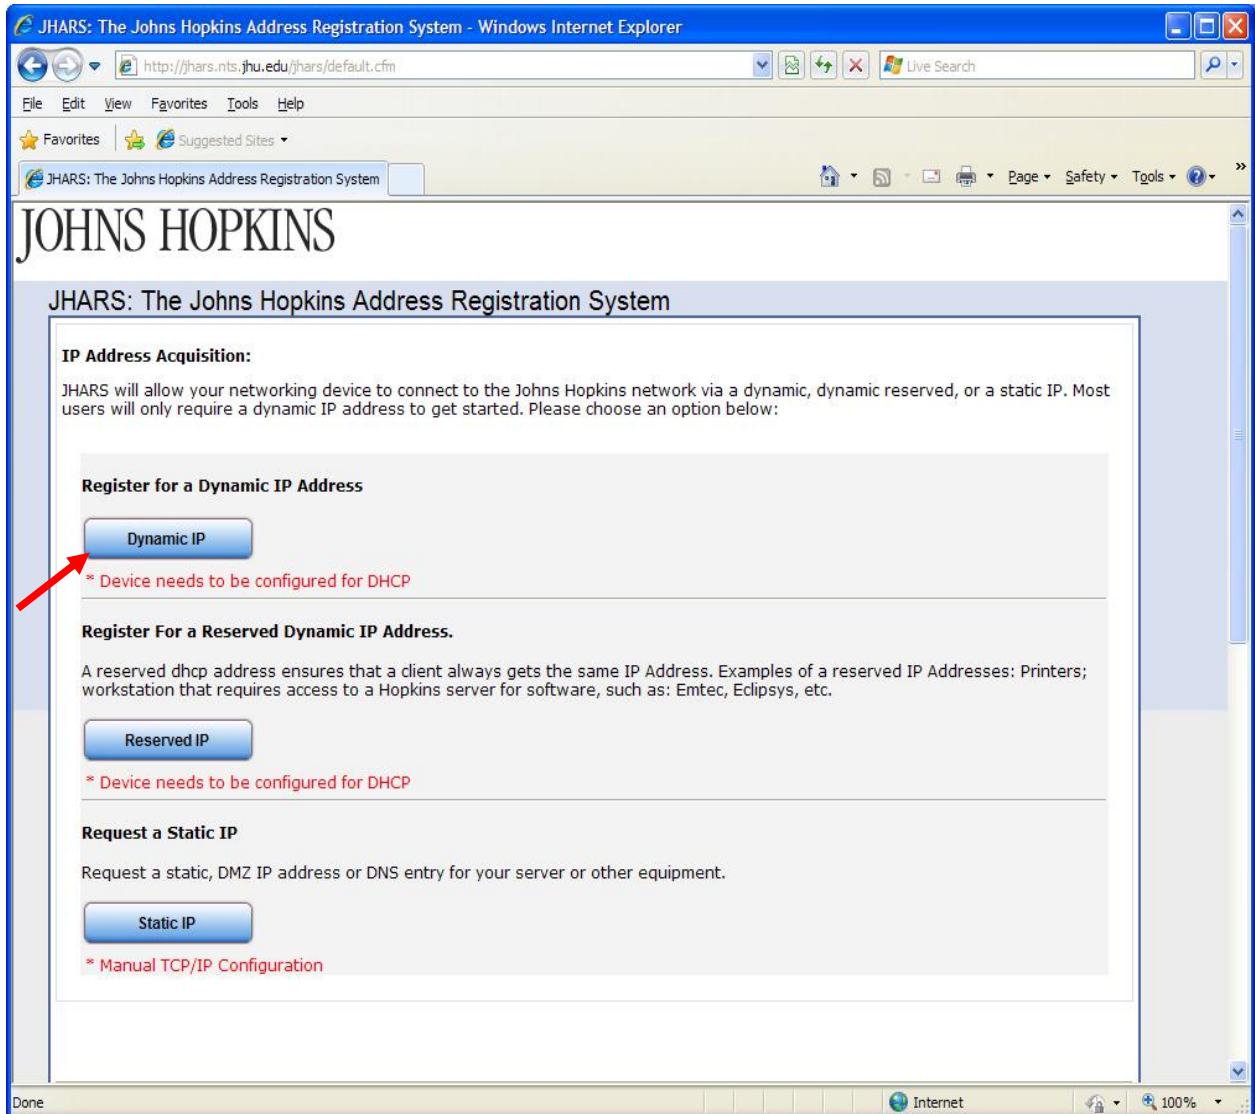 JHARS: The Johns Hopkins Address Registration System - Windows Internet Explorer
http://jhars.nts.jhu.edu/jhars/default.cfm
Live Search
File Edit View Favorites Tools Help
Favorites Suggested Sites
JHARS: The Johns Hopkins Address Registration System
Page Safety Tools »
JOHNS HOPKINS
JHARS: The Johns Hopkins Address Registration System
IP Address Acquisition:
JHARS will allow your networking device to connect to the Johns Hopkins network via a dynamic, dynamic reserved, or a static IP. Most
users will only require a dynamic IP address to get started. Please choose an option below:
Register for a Dynamic IP Address
Dynamic IP
* Device needs to be configured for DHCP
Register For a Reserved Dynamic IP Address.
A reserved dhcp address ensures that a client always gets the same IP Address. Examples of a reserved IP Addresses: Printers;
workstation that requires access to a Hopkins server for software, such as: Emtec, Eclipsys, etc.
Reserved IP
* Device needs to be configured for DHCP
Request a Static IP
Request a static, DMZ IP address or DNS entry for your server or other equipment.
Static IP
* Manual TCP/IP Configuration
Done Internet 100%